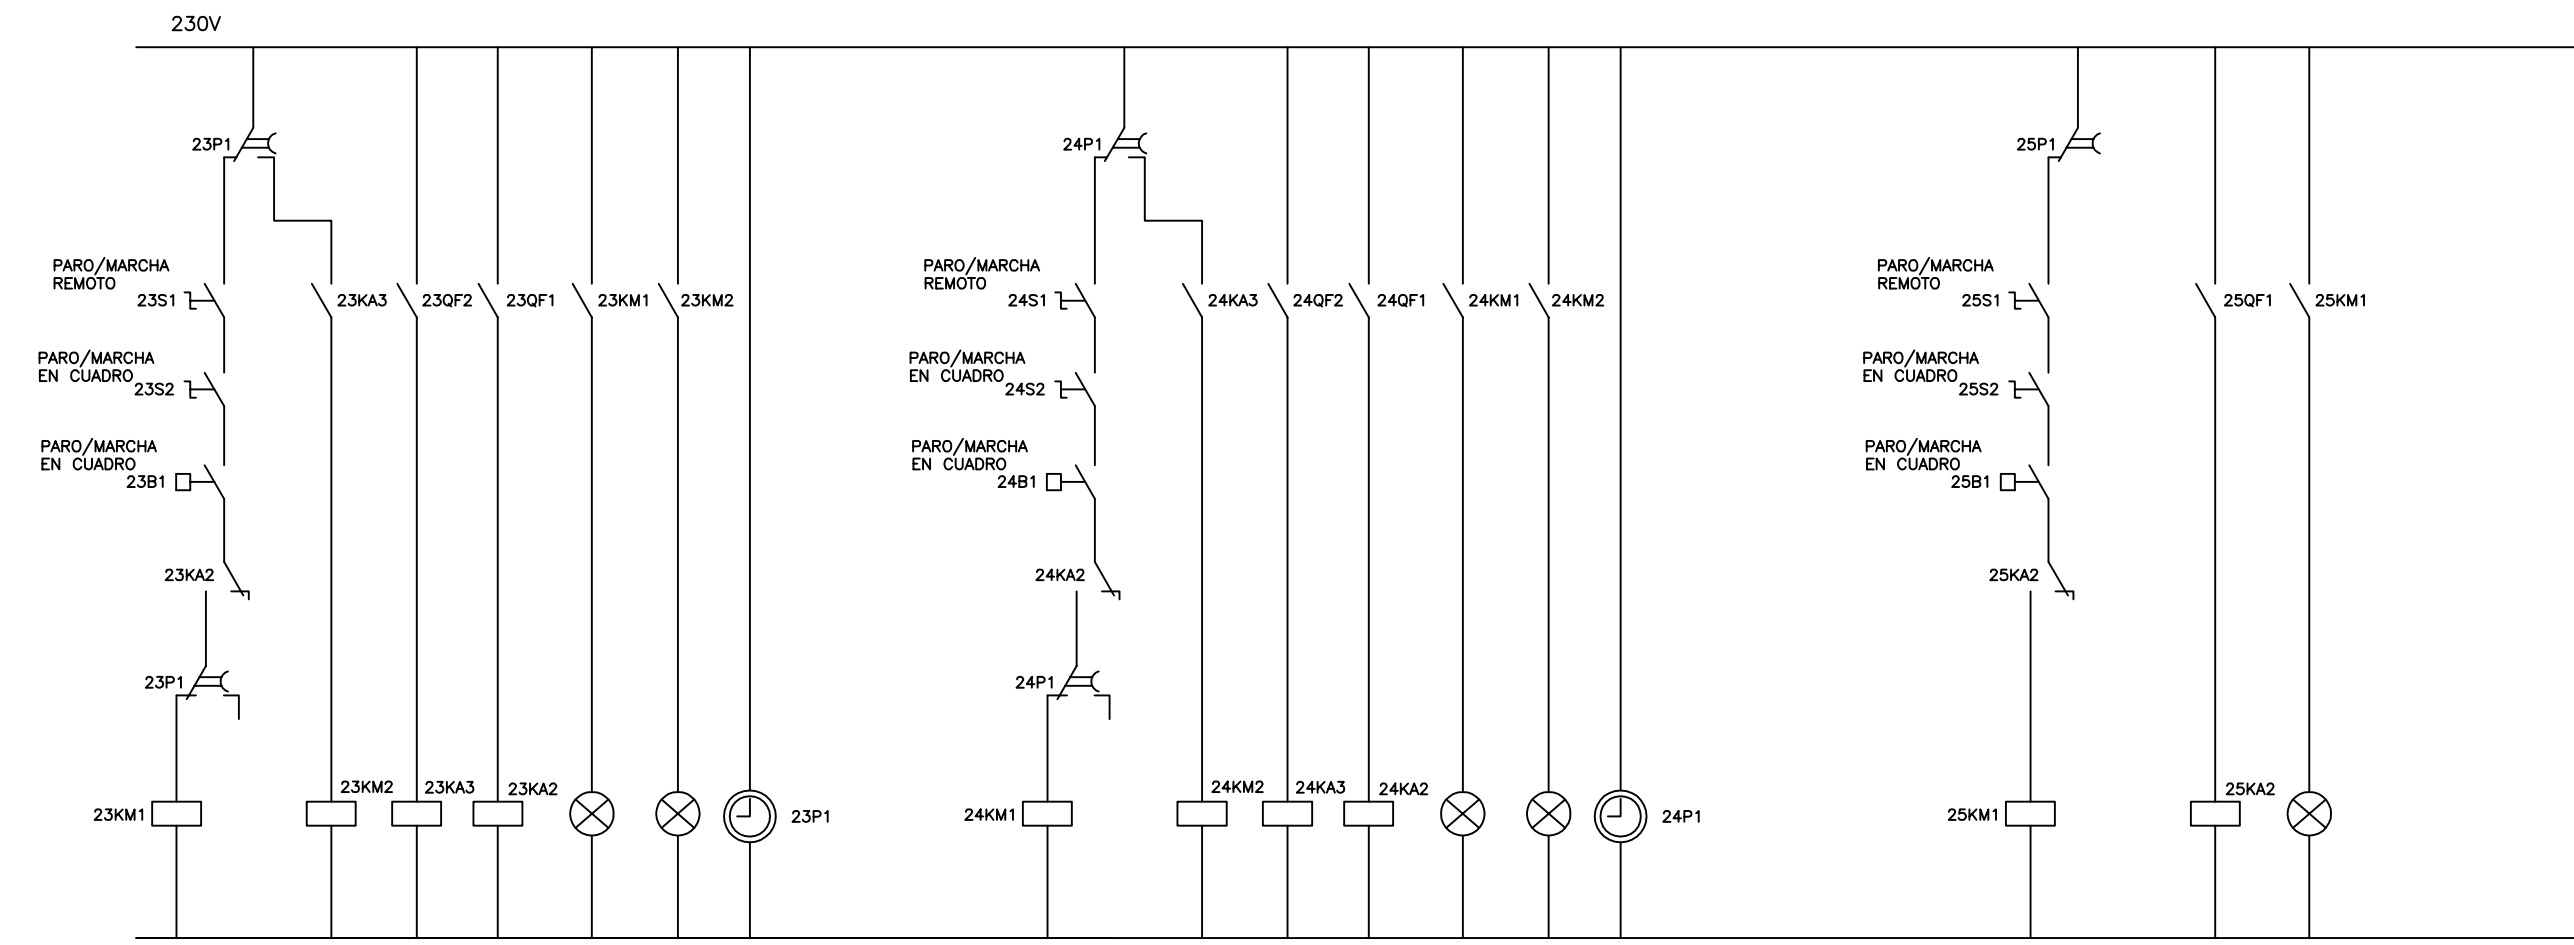 230V
23P1
24P1
25P1
PARO/MARCHA
REMOTO
23S1
23KA3
23QF2
23QF1
23KM1
23KM2
PARO/MARCHA
REMOTO
24S1
24KA3
24QF2
24QF1
24KM1
24KM2
PARO/MARCHA
REMOTO
25S1
25QF1
25KM1
PARO/MARCHA
EN CUADRO
23S2
PARO/MARCHA
EN CUADRO
24S2
PARO/MARCHA
EN CUADRO
25S2
PARO/MARCHA
EN CUADRO
23B1
PARO/MARCHA
EN CUADRO
24B1
PARO/MARCHA
EN CUADRO
25B1
23KA2
24KA2
25KA2
23P1
24P1
23KM1
23KM2
23KA3
23KA2
23P1
24KM1
24KM2
24KA3
24KA2
24P1
25KM1
25KA2